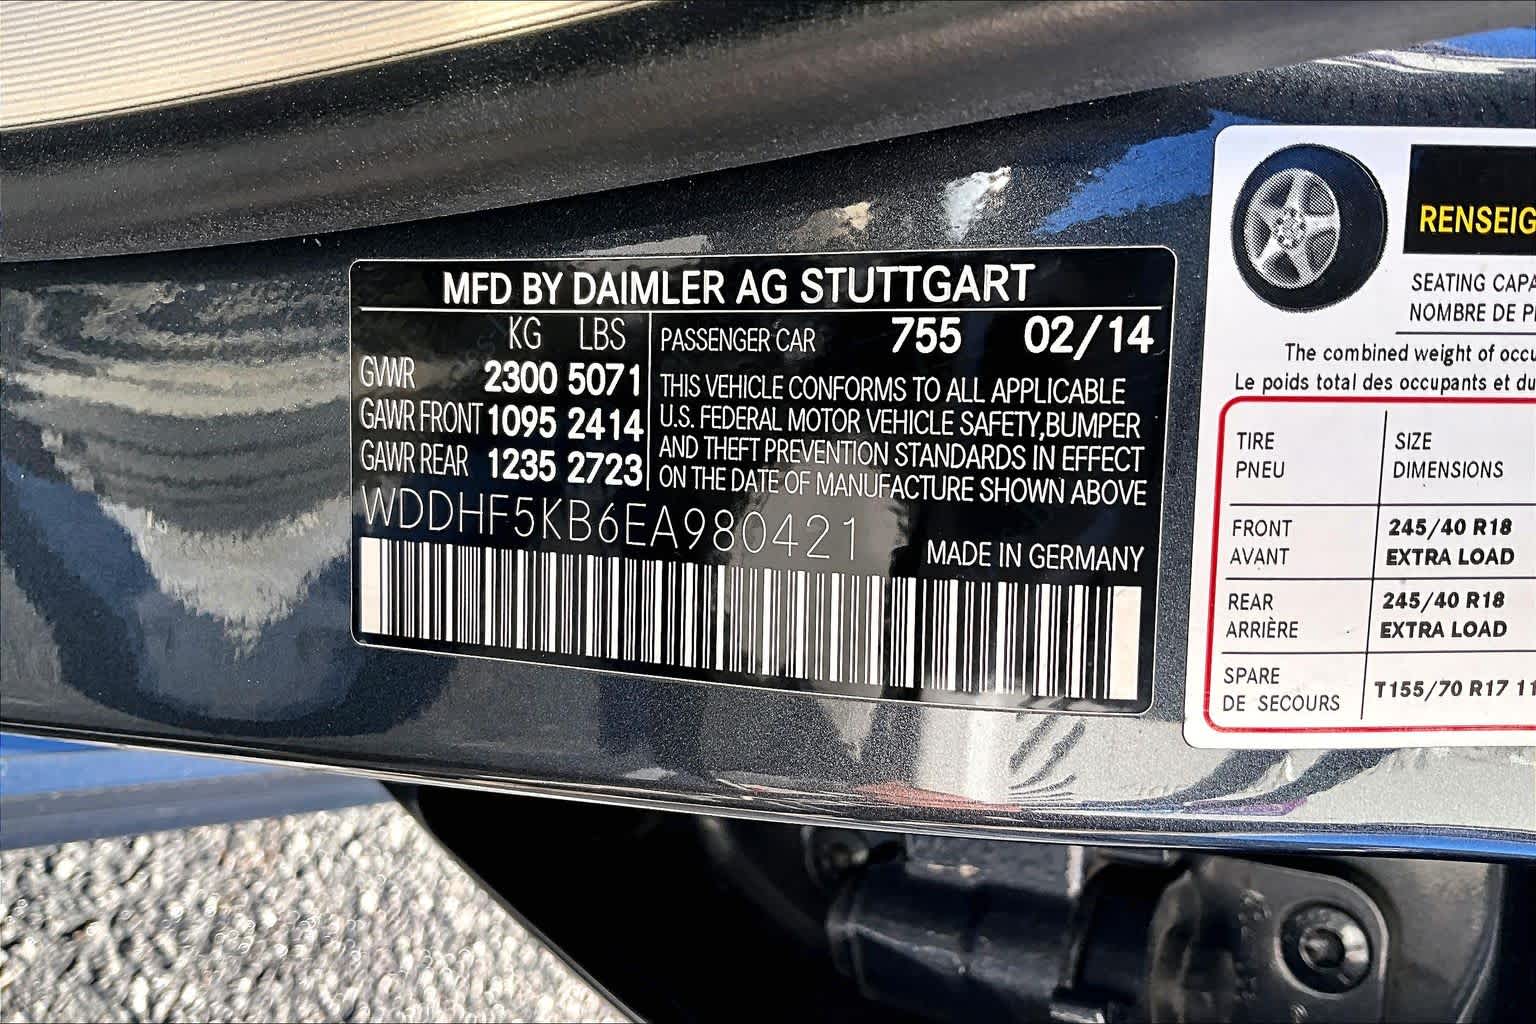 MFD BY DAIMLER AG STUTTGART
KG LBS
GVWR 2300 5071
GAWR FRONT 1095 2414
GAWR REAR 1235 2723
PASSENGER CAR 755 02/14
THIS VEHICLE CONFORMS TO ALL APPLICABLE
U.S. FEDERAL MOTOR VEHICLE SAFETY,BUMPER
AND THEFT PREVENTION STANDARDS IN EFFECT
ON THE DATE OF MANUFACTURE SHOWN ABOVE
WDDHF5KB6EA980421
MADE IN GERMANY
RENSEIG
SEATING CAPA
NOMBRE DE P
The combined weight of occu
Le poids total des occupants et du
TIRE SIZE
PNEU DIMENSIONS
FRONT 245/40 R18
AVANT EXTRA LOAD
REAR 245/40 R18
ARRIÈRE EXTRA LOAD
SPARE
DE SECOURS T155/70 R17 11